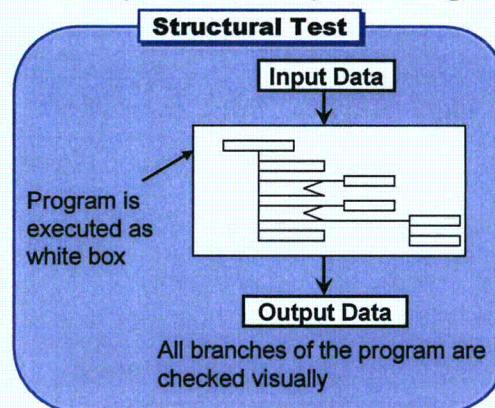 Structural Test
Input Data
Program is
executed as
white box
Output Data
All branches of the program are
checked visually